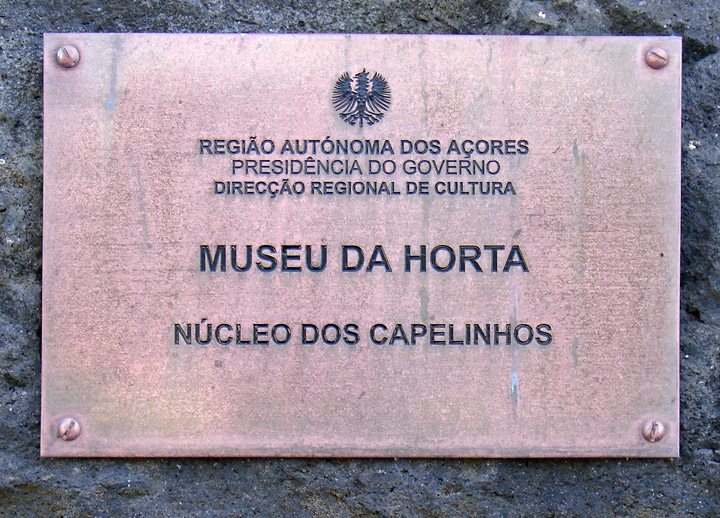 REGIÃO AUTÓNOMA DOS AÇORES
PRESIDÊNCIA DO GOVERNO
DIRECÇÃO REGIONAL DE CULTURA
MUSEU DA HORTA
NÚCLEO DOS CAPELINHOS